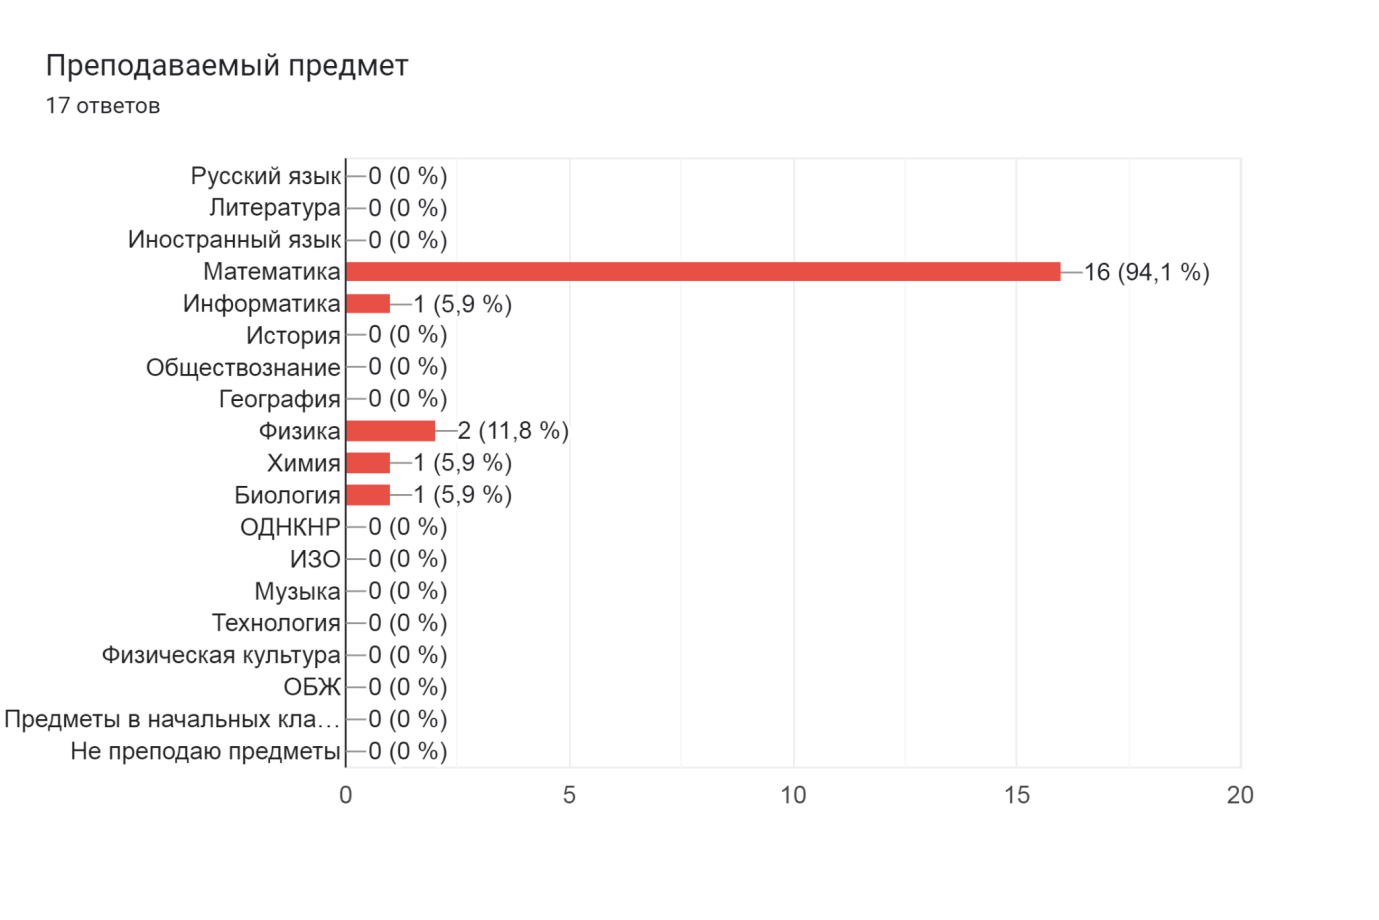 Преподаваемый предмет
17 ответов
Русский язык 0 (0 %)
Литература 0 (0 %)
Иностранный язык 0 (0 %)
Математика 16 (94,1 %)
Информатика 1 (5,9 %)
История 0 (0 %)
Обществознание 0 (0 %)
География 0 (0 %)
Физика 2 (11,8 %)
Химия 1 (5,9 %)
Биология 1 (5,9 %)
ОДНКНР 0 (0 %)
ИЗО 0 (0 %)
Музыка 0 (0 %)
Технология 0 (0 %)
Физическая культура 0 (0 %)
ОБЖ 0 (0 %)
Предметы в начальных кла… 0 (0 %)
Не преподаю предметы 0 (0 %)
0 5 10 15 20